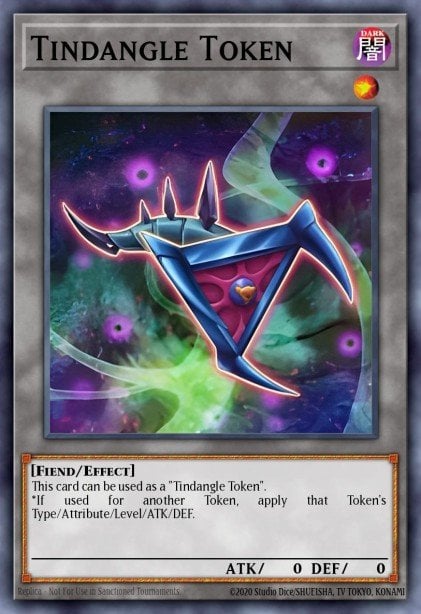 TINDANGLE TOKEN
DARK
闇
[FIEND/EFFECT]
This card can be used as a "Tindangle Token".
*If used for another Token, apply that Token's
Type/Attribute/Level/ATK/DEF.
ATK/ 0 DEF/ 0
Replica - Not For Use in Sanctioned Tournaments. ©2020 Studio Dice/SHUEISHA, TV TOKYO, KONAMI